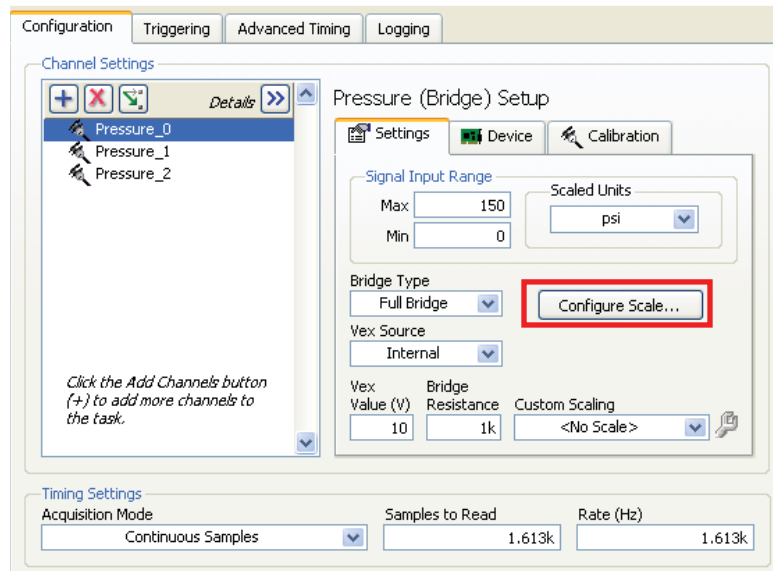 Configuration Triggering Advanced Timing Logging
Channel Settings
Details
Pressure_0
Pressure_1
Pressure_2
Click the Add Channels button
(+) to add more channels to
the task.
Pressure (Bridge) Setup
Settings Device Calibration
Signal Input Range
Max 150
Min 0
Scaled Units
psi
Bridge Type
Full Bridge
Configure Scale...
Vex Source
Internal
Vex
Value (V)
10
Bridge
Resistance
1k
Custom Scaling
<No Scale>
Timing Settings
Acquisition Mode
Continuous Samples
Samples to Read
1.613k
Rate (Hz)
1.613k